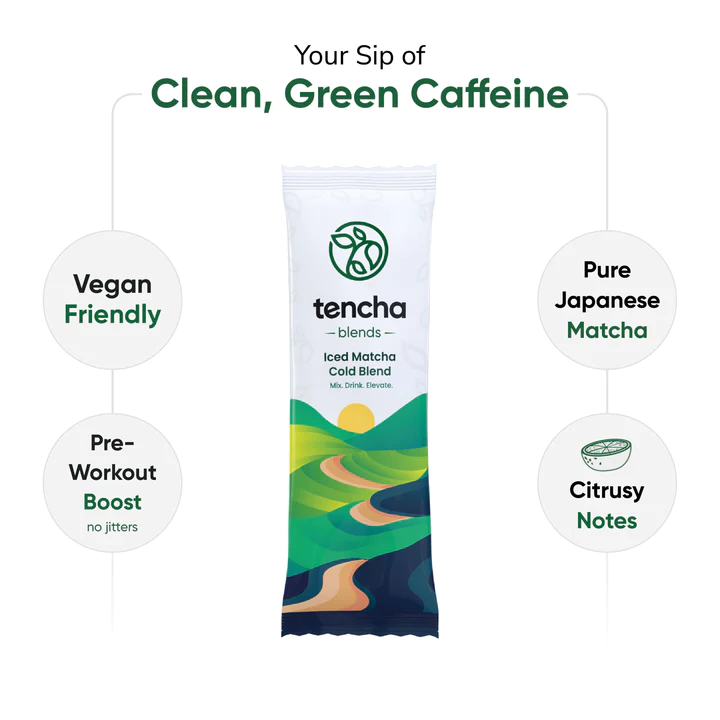 Your Sip of
Clean, Green Caffeine
Vegan
Friendly
Pre-
Workout
Boost
no jitters
tencha
blends
Iced Matcha
Cold Blend
Mix. Drink. Elevate.
Pure
Japanese
Matcha
Citrusy
Notes